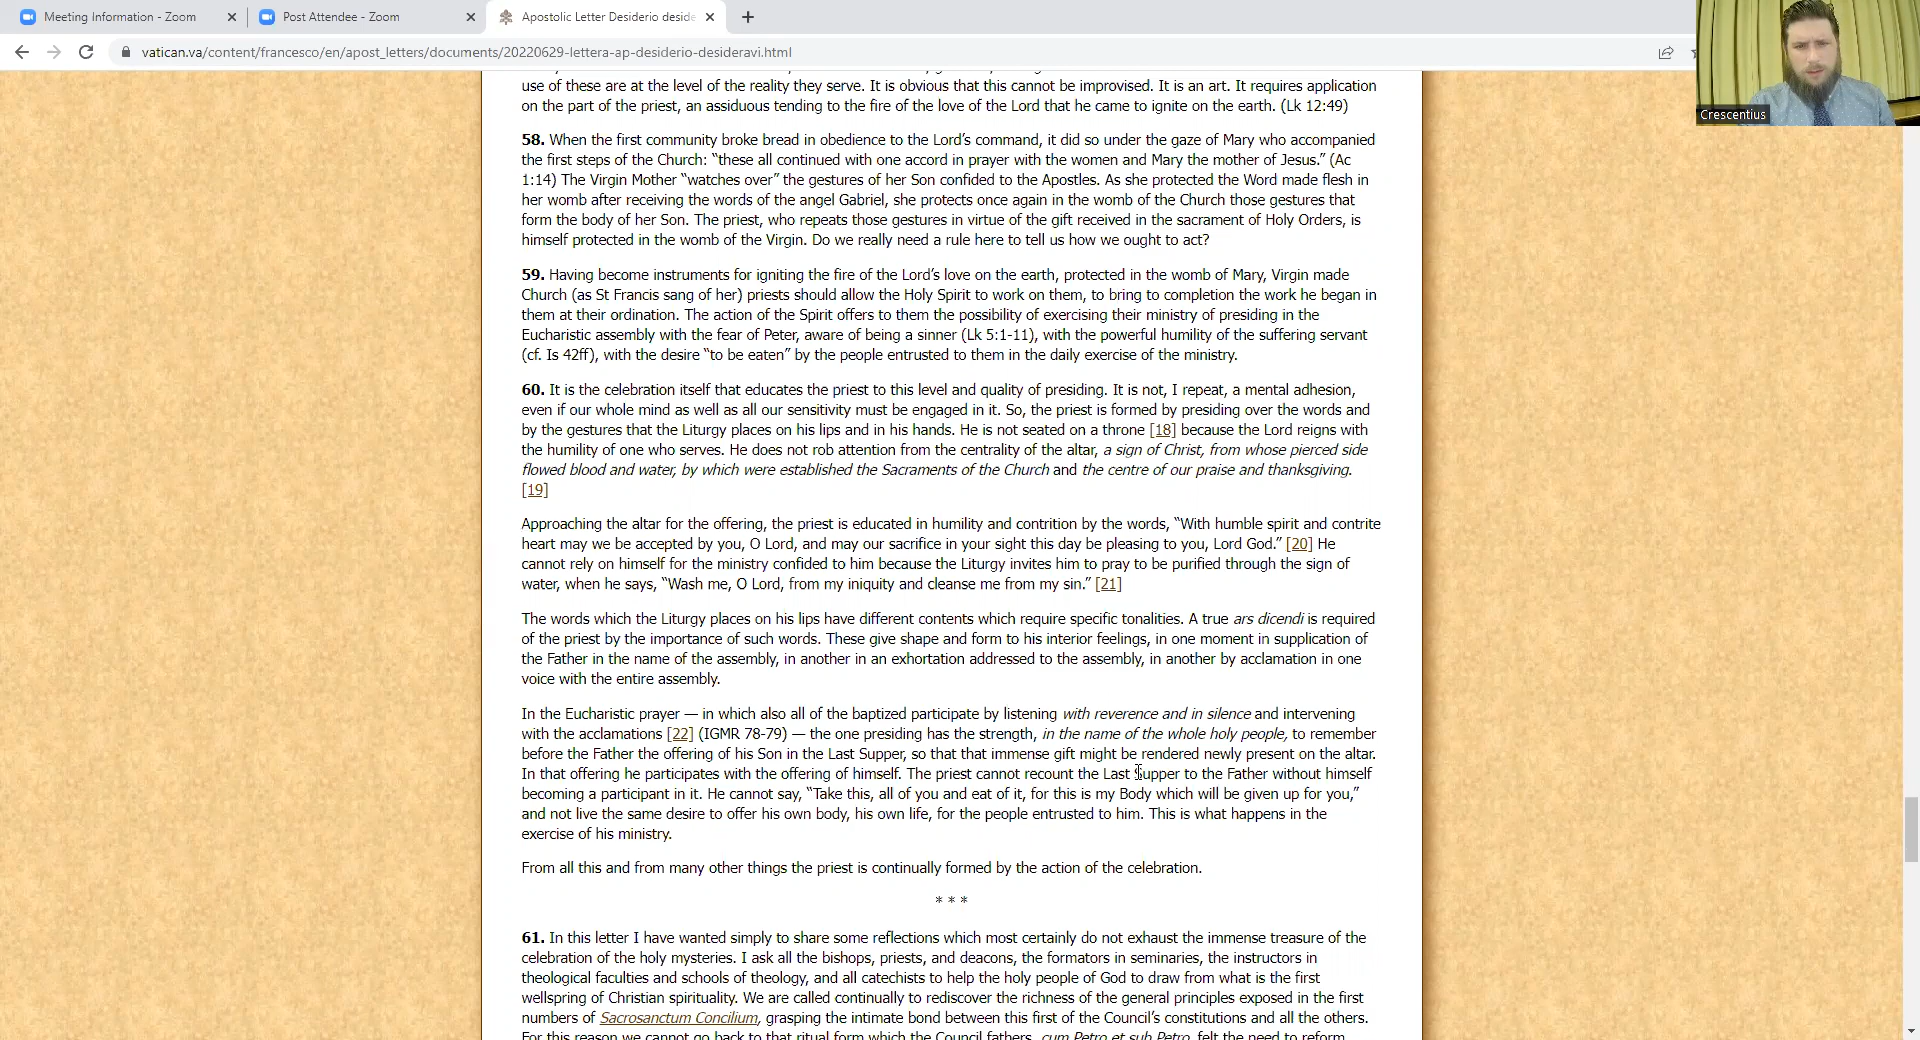 Meeting Information - Zoom
Post Attendee - Zoom
Apostolic Letter Desiderio deside
vatican.va/content/francesco/en/apost_letters/documents/20220629-lettera-ap-desiderio-desideravi.html
Crescentius
use of these are at the level of the reality they serve. It is obvious that this cannot be improvised. It is an art. It requires application
on the part of the priest, an assiduous tending to the fire of the love of the Lord that he came to ignite on the earth. (Lk 12:49)
58. When the first community broke bread in obedience to the Lord’s command, it did so under the gaze of Mary who accompanied
the first steps of the Church: “these all continued with one accord in prayer with the women and Mary the mother of Jesus.” (Ac
1:14) The Virgin Mother “watches over” the gestures of her Son confided to the Apostles. As she protected the Word made flesh in
her womb after receiving the words of the angel Gabriel, she protects once again in the womb of the Church those gestures that
form the body of her Son. The priest, who repeats those gestures in virtue of the gift received in the sacrament of Holy Orders, is
himself protected in the womb of the Virgin. Do we really need a rule here to tell us how we ought to act?
59. Having become instruments for igniting the fire of the Lord’s love on the earth, protected in the womb of Mary, Virgin made
Church (as St Francis sang of her) priests should allow the Holy Spirit to work on them, to bring to completion the work he began in
them at their ordination. The action of the Spirit offers to them the possibility of exercising their ministry of presiding in the
Eucharistic assembly with the fear of Peter, aware of being a sinner (Lk 5:1-11), with the powerful humility of the suffering servant
(cf. Is 42ff), with the desire “to be eaten” by the people entrusted to them in the daily exercise of the ministry.
60. It is the celebration itself that educates the priest to this level and quality of presiding. It is not, I repeat, a mental adhesion,
even if our whole mind as well as all our sensitivity must be engaged in it. So, the priest is formed by presiding over the words and
by the gestures that the Liturgy places on his lips and in his hands. He is not seated on a throne [18] because the Lord reigns with
the humility of one who serves. He does not rob attention from the centrality of the altar, a sign of Christ, from whose pierced side
flowed blood and water, by which were established the Sacraments of the Church and the centre of our praise and thanksgiving.
[19]
Approaching the altar for the offering, the priest is educated in humility and contrition by the words, “With humble spirit and contrite
heart may we be accepted by you, O Lord, and may our sacrifice in your sight this day be pleasing to you, Lord God.” [20] He
cannot rely on himself for the ministry confided to him because the Liturgy invites him to pray to be purified through the sign of
water, when he says, “Wash me, O Lord, from my iniquity and cleanse me from my sin.” [21]
The words which the Liturgy places on his lips have different contents which require specific tonalities. A true ars dicendi is required
of the priest by the importance of such words. These give shape and form to his interior feelings, in one moment in supplication of
the Father in the name of the assembly, in another in an exhortation addressed to the assembly, in another by acclamation in one
voice with the entire assembly.
In the Eucharistic prayer — in which also all of the baptized participate by listening with reverence and in silence and intervening
with the acclamations [22] (IGMR 78-79) — the one presiding has the strength, in the name of the whole holy people, to remember
before the Father the offering of his Son in the Last Supper, so that that immense gift might be rendered newly present on the altar.
In that offering he participates with the offering of himself. The priest cannot recount the Last Supper to the Father without himself
becoming a participant in it. He cannot say, “Take this, all of you and eat of it, for this is my Body which will be given up for you,”
and not live the same desire to offer his own body, his own life, for the people entrusted to him. This is what happens in the
exercise of his ministry.
From all this and from many other things the priest is continually formed by the action of the celebration.
* * *
61. In this letter I have wanted simply to share some reflections which most certainly do not exhaust the immense treasure of the
celebration of the holy mysteries. I ask all the bishops, priests, and deacons, the formators in seminaries, the instructors in
theological faculties and schools of theology, and all catechists to help the holy people of God to draw from what is the first
wellspring of Christian spirituality. We are called continually to rediscover the richness of the general principles exposed in the first
numbers of Sacrosanctum Concilium, grasping the intimate bond between this first of the Council’s constitutions and all the others.
For this reason we cannot go back to that ritual form which the Council fathers, cum Petro et sub Petro, felt the need to reform,